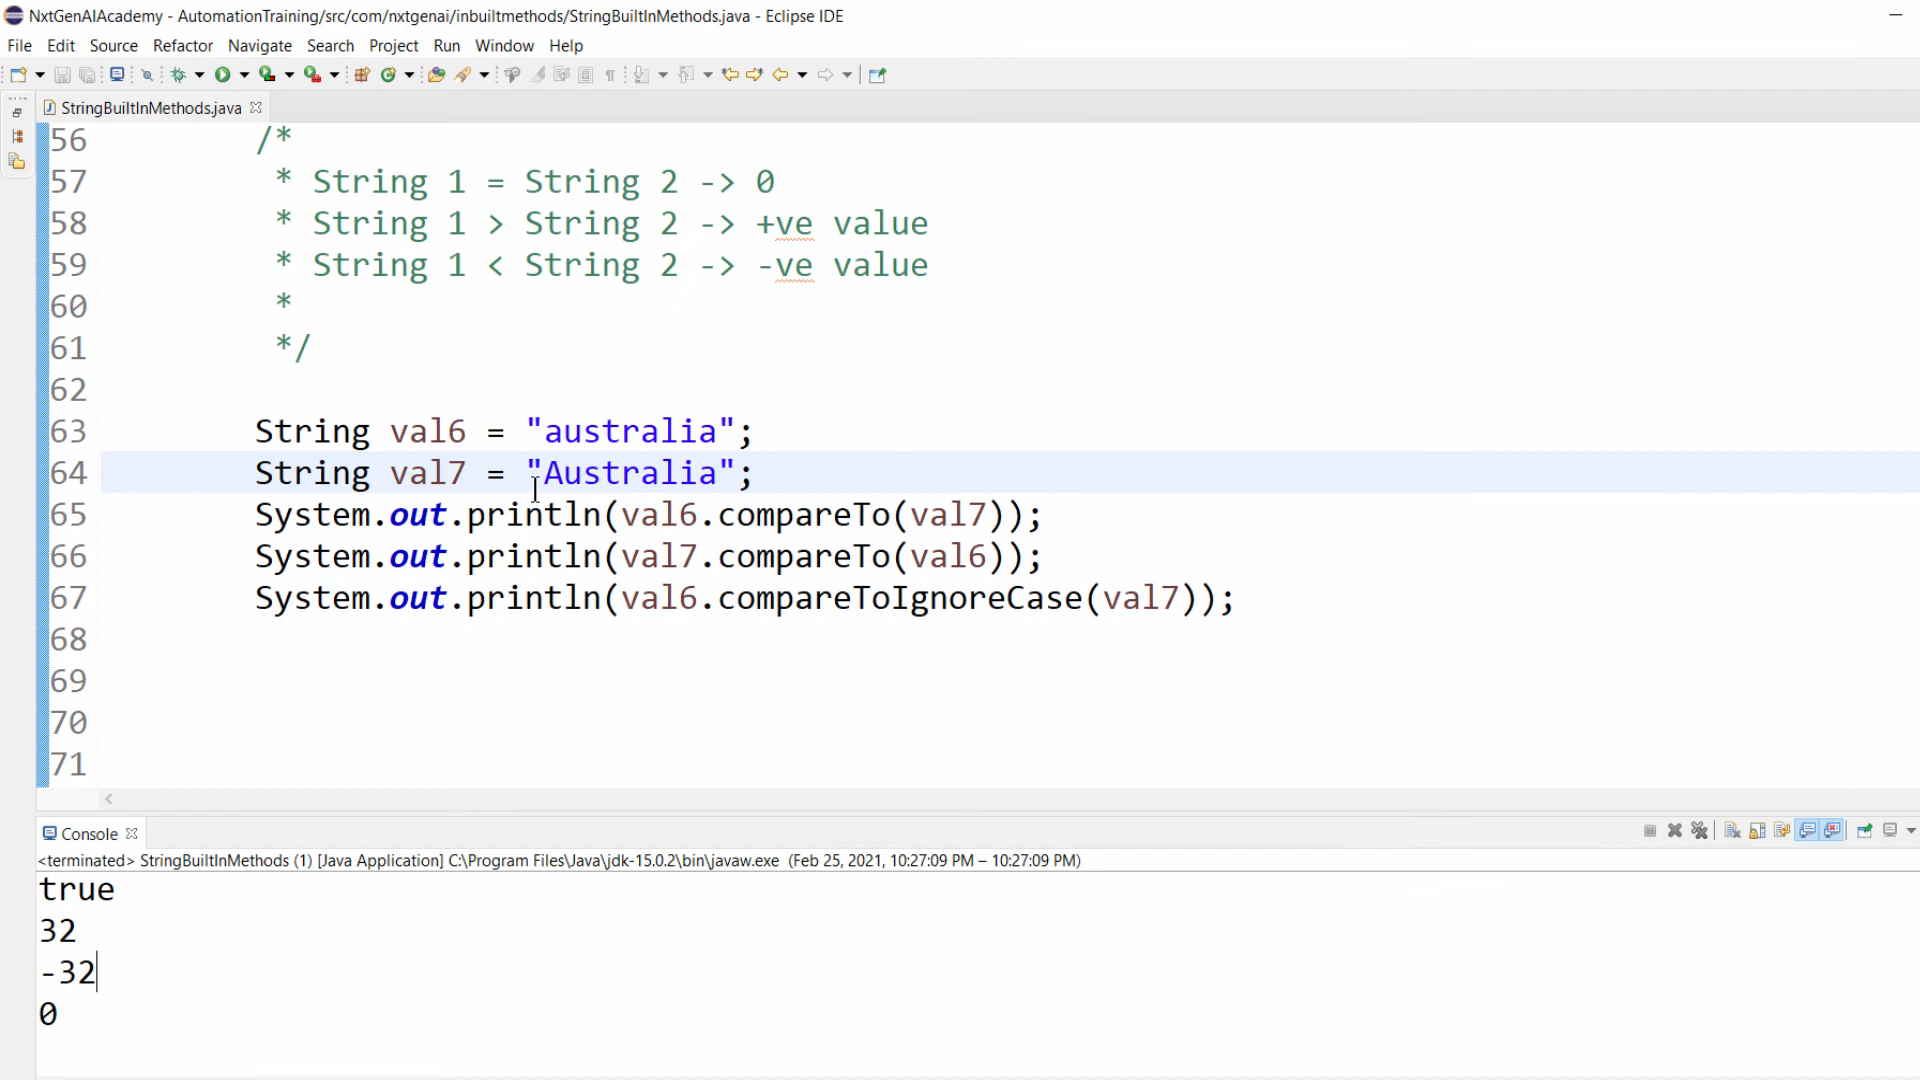 NxtGenAIAcademy - AutomationTraining/src/com/nxtgenai/inbuiltmethods/StringBuiltInMethods.java - Eclipse IDE
File Edit Source Refactor Navigate Search Project Run Window Help
StringBuiltInMethods.java
56 /*
57 * String 1 = String 2 -> 0
58 * String 1 > String 2 -> +ve value
59 * String 1 < String 2 -> -ve value
60 *
61 */
62
63 String val6 = "australia";
64 String val7 = "Australia";
65 System.out.println(val6.compareTo(val7));
66 System.out.println(val7.compareTo(val6));
67 System.out.println(val6.compareToIgnoreCase(val7));
68
69
70
71
Console
<terminated> StringBuiltInMethods (1) [Java Application] C:\Program Files\Java\jdk-15.0.2\bin\javaw.exe (Feb 25, 2021, 10:27:09 PM – 10:27:09 PM)
true
32
-32
0